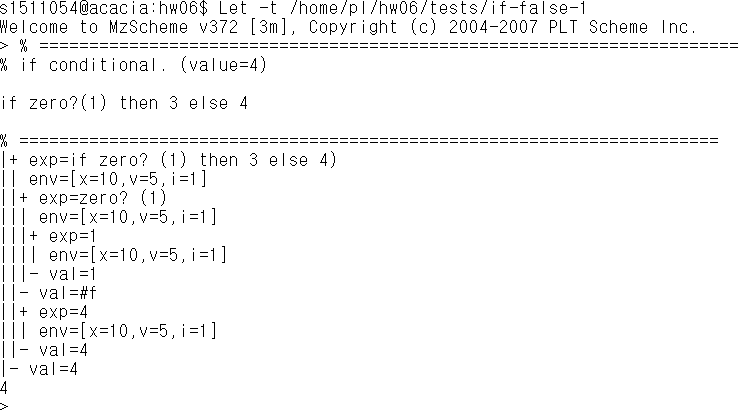 s1511054@acacia:hw06$ Let -t /home/pl/hw06/tests/if-false-1
Welcome to MzScheme v372 [3m], Copyright (c) 2004-2007 PLT Scheme Inc.
> % ======================================================================
% if conditional. (value=4)
if zero?(1) then 3 else 4
% ======================================================================
|+ exp=if zero? (1) then 3 else 4)
|| env=[x=10,v=5,i=1]
||+ exp=zero? (1)
||| env=[x=10,v=5,i=1]
|||+ exp=1
|||| env=[x=10,v=5,i=1]
|||- val=1
||- val=#f
||+ exp=4
||| env=[x=10,v=5,i=1]
||- val=4
|- val=4
4
>